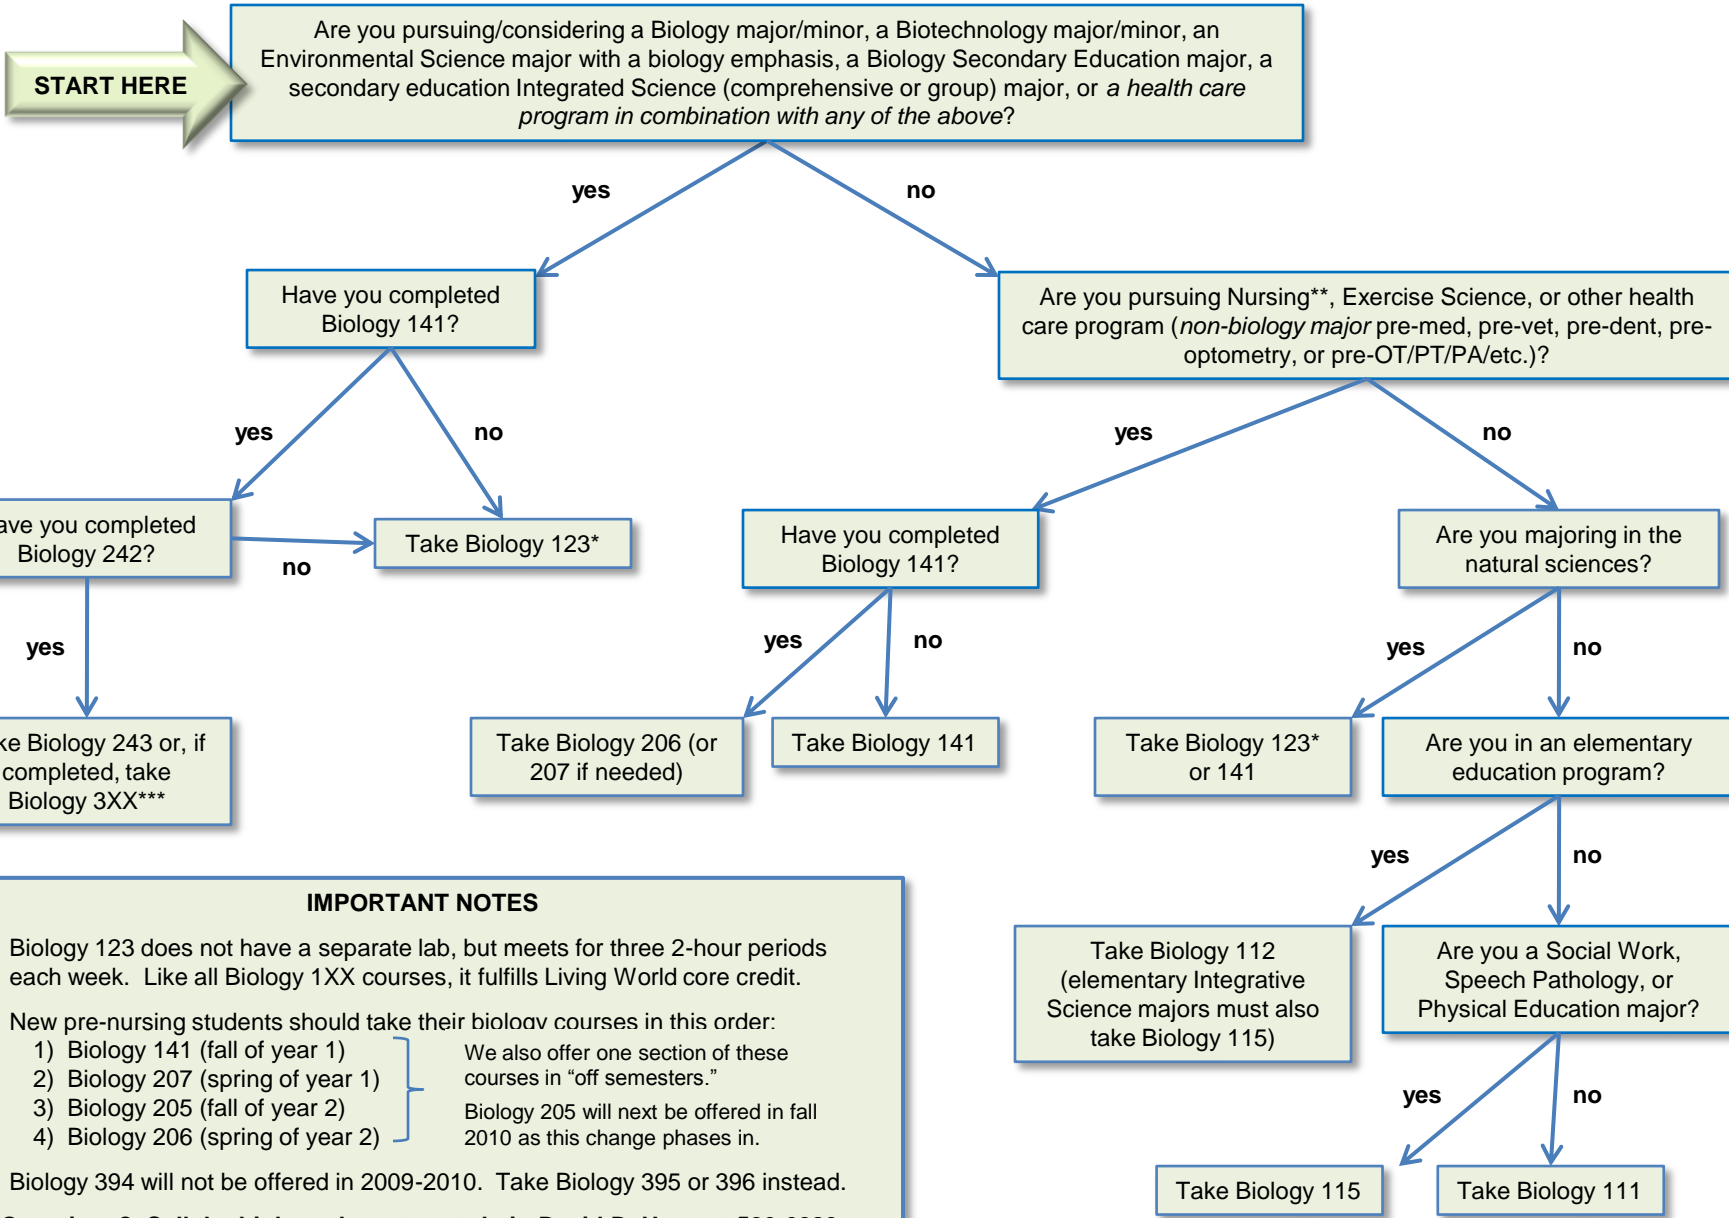 START HERE
Are you pursuing/considering a Biology major/minor, a Biotechnology major/minor, an
Environmental Science major with a biology emphasis, a Biology Secondary Education major, a
secondary education Integrated Science (comprehensive or group) major, or a health care
program in combination with any of the above?
yes
no
Have you completed
Biology 141?
Are you pursuing Nursing**, Exercise Science, or other health
care program (non-biology major pre-med, pre-vet, pre-dent, pre-
optometry, or pre-OT/PT/PA/etc.)?
yes
no
yes
no
ave you completed
Biology 242?
no
Take Biology 123*
Have you completed
Biology 141?
Are you majoring in the
natural sciences?
yes
yes
no
yes
no
ke Biology 243 or, if
completed, take
Biology 3XX***
Take Biology 206 (or
207 if needed)
Take Biology 141
Take Biology 123*
or 141
Are you in an elementary
education program?
yes
no
Take Biology 112
(elementary Integrative
Science majors must also
take Biology 115)
Are you a Social Work,
Speech Pathology, or
Physical Education major?
yes
no
Take Biology 115
Take Biology 111
IMPORTANT NOTES
Biology 123 does not have a separate lab, but meets for three 2-hour periods
each week. Like all Biology 1XX courses, it fulfills Living World core credit.
New pre-nursing students should take their biology courses in this order:
1) Biology 141 (fall of year 1)
2) Biology 207 (spring of year 1)
3) Biology 205 (fall of year 2)
4) Biology 206 (spring of year 2)
We also offer one section of these
courses in “off semesters.”
Biology 205 will next be offered in fall
2010 as this change phases in.
Biology 394 will not be offered in 2009-2010. Take Biology 395 or 396 instead.